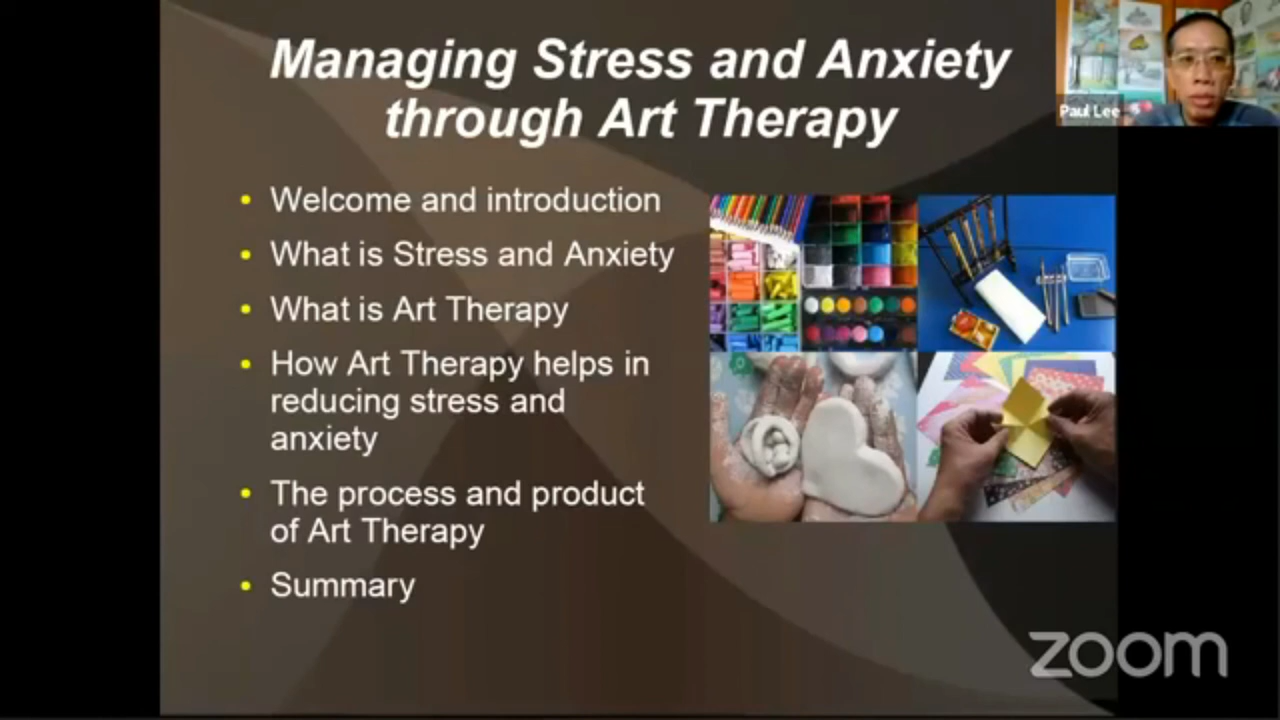 Managing Stress and Anxiety
through Art Therapy
Paul Lee
• Welcome and introduction
• What is Stress and Anxiety
• What is Art Therapy
• How Art Therapy helps in
reducing stress and
anxiety
• The process and product
of Art Therapy
• Summary
zoom